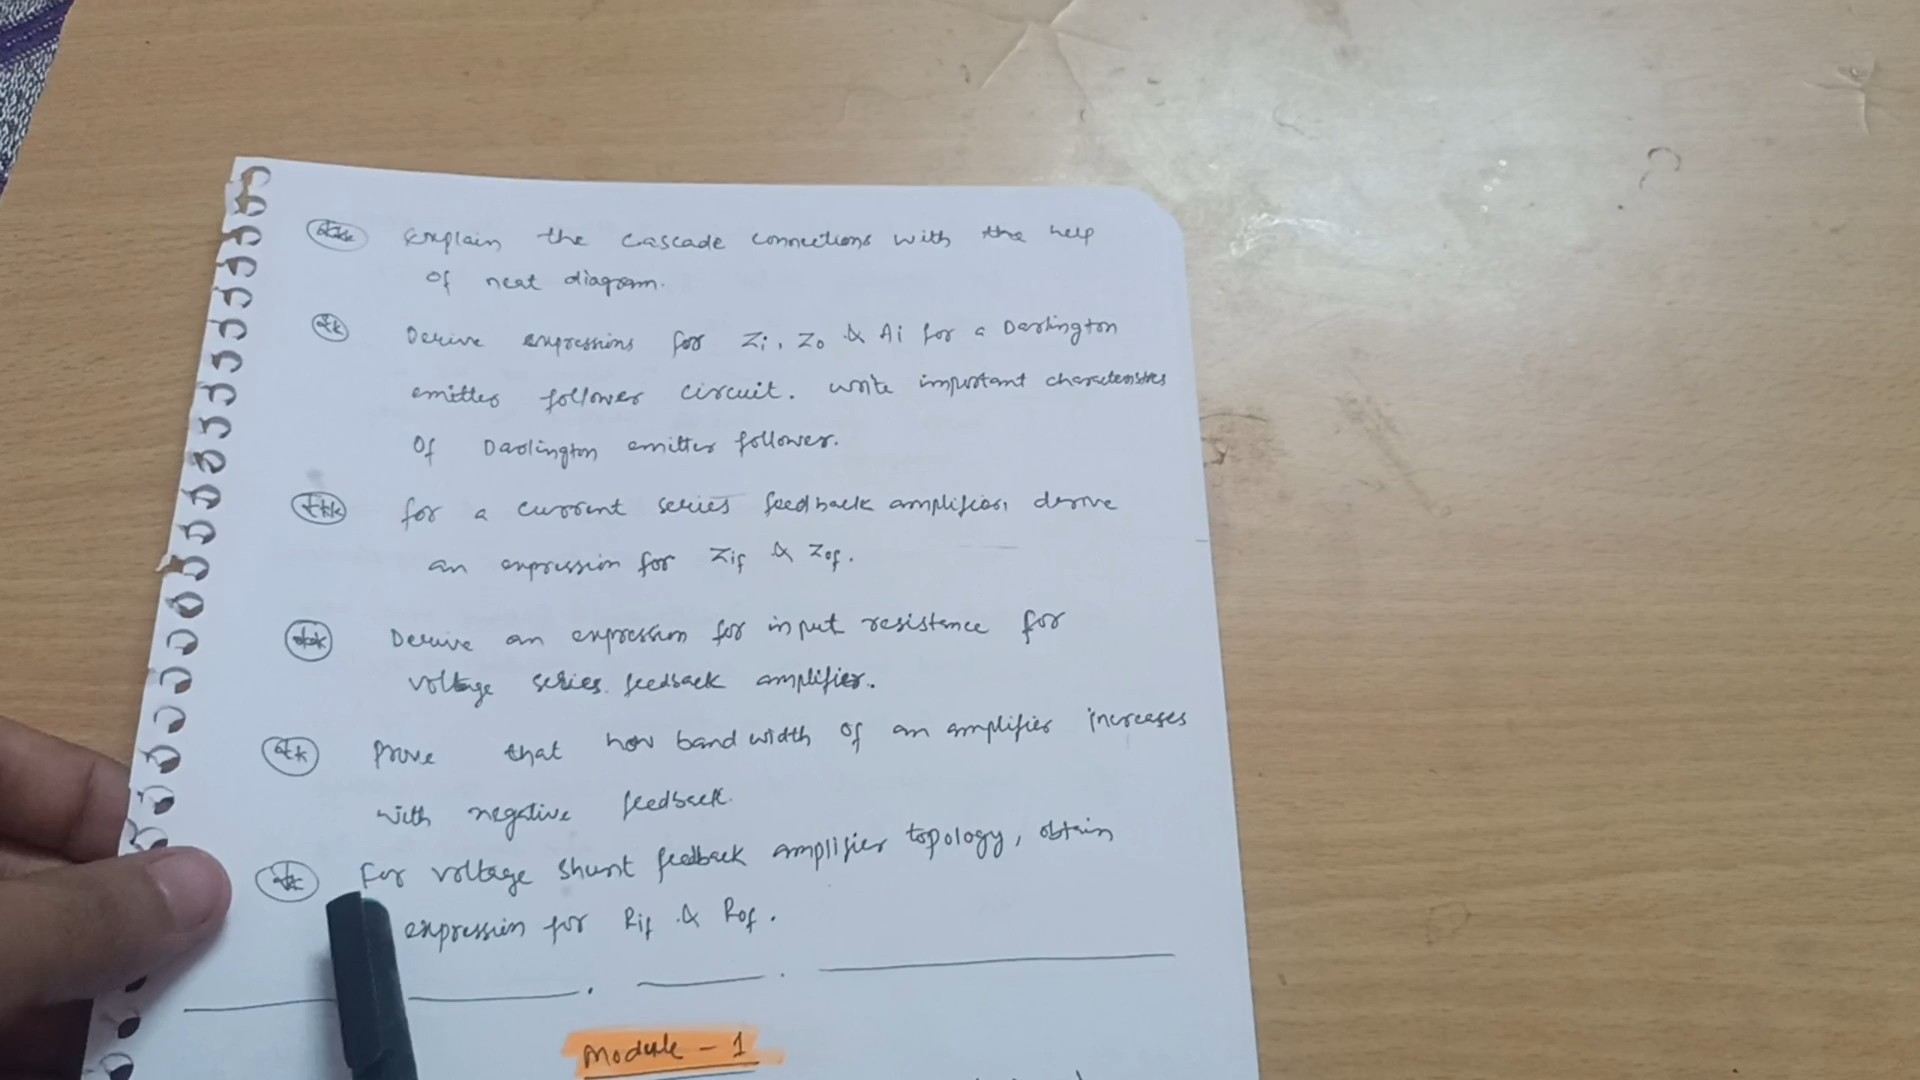 Explain the cascade connections with the help
of neat diagram.
Derive expressions for Zi, Zo & Ai for a Darlington
emitter follower circuit. write important characteristics
Of Darlington emitter follower.
for a current series feedback amplifier, derive
an expression for Zif & Zof.
Derive an expression for input resistance for
voltage series feedback amplifier.
Prove that how band width of an amplifier increases
with negative feedback.
For voltage shunt feedback amplifier topology, obtain
expression for Rif & Rof.
Module - 1